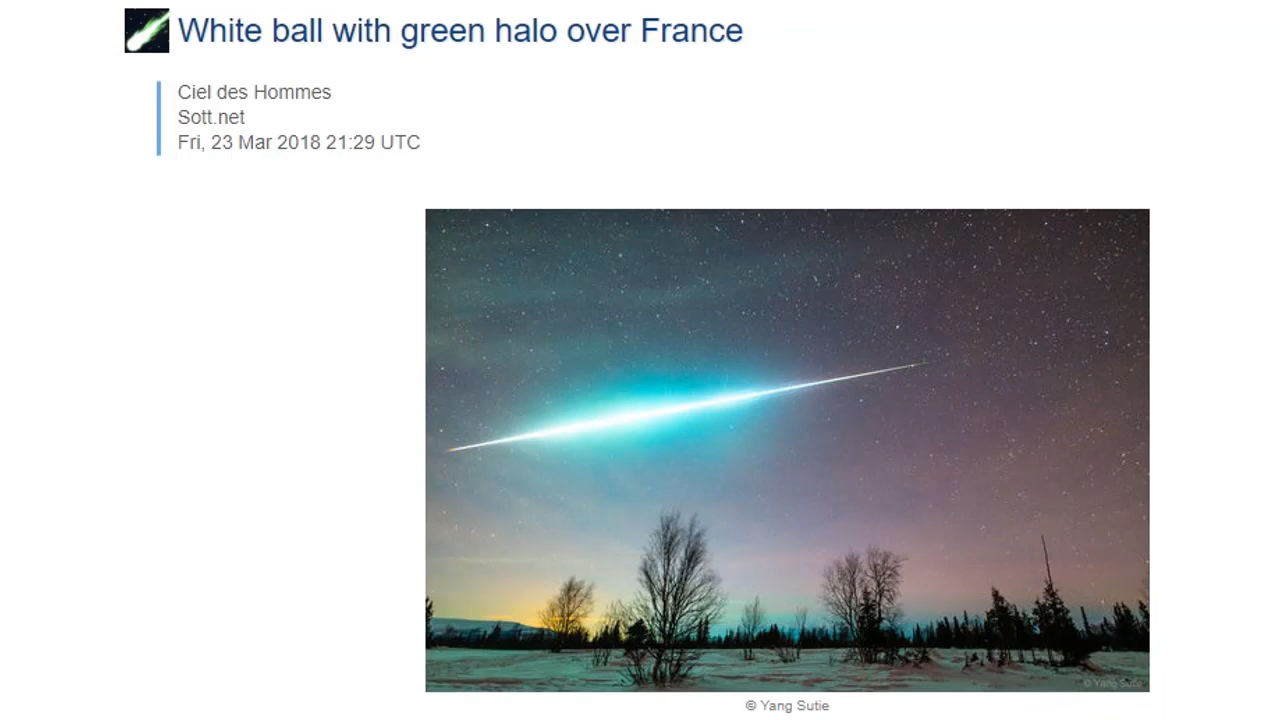 White ball with green halo over France
Ciel des Hommes
Sott.net
Fri, 23 Mar 2018 21:29 UTC
© Yang Sutie
© Yang Sutie